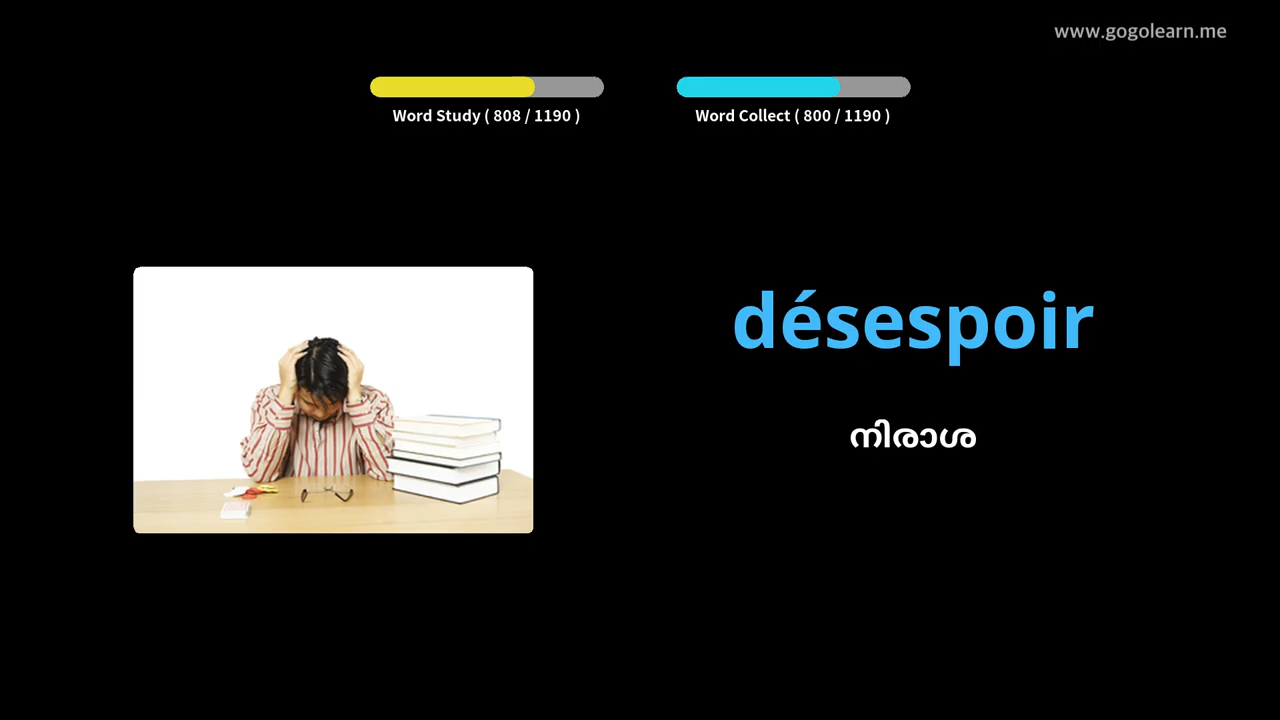 www.gogolearn.me
Word Study ( 808 / 1190 )
Word Collect ( 800 / 1190 )
désespoir
നിരാശ